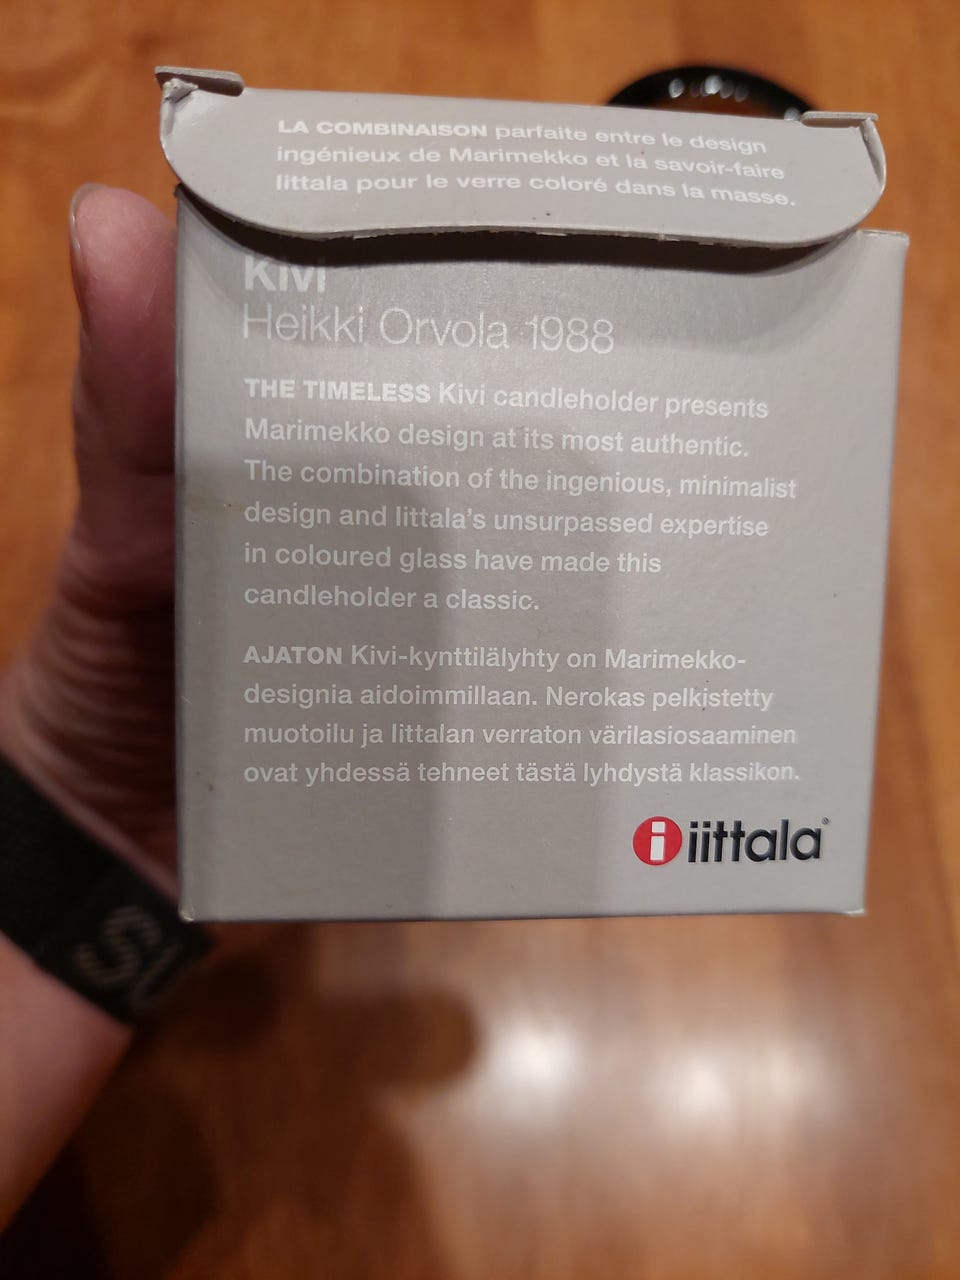 LA COMBINAISON parfaite entre le design
ingénieux de Marimekko et la savoir-faire
Iittala pour le verre coloré dans la masse.
Kivi
Heikki Orvola 1988
THE TIMELESS Kivi candleholder presents
Marimekko design at its most authentic.
The combination of the ingenious, minimalist
design and Iittala's unsurpassed expertise
in coloured glass have made this
candleholder a classic.
AJATON Kivi-kynttilälyhty on Marimekko-
designia aidoimmillaan. Nerokas pelkistetty
muotoilu ja Iittalan verraton värilasiosaaminen
ovat yhdessä tehneet tästä lyhdystä klassikon.
i iittala®